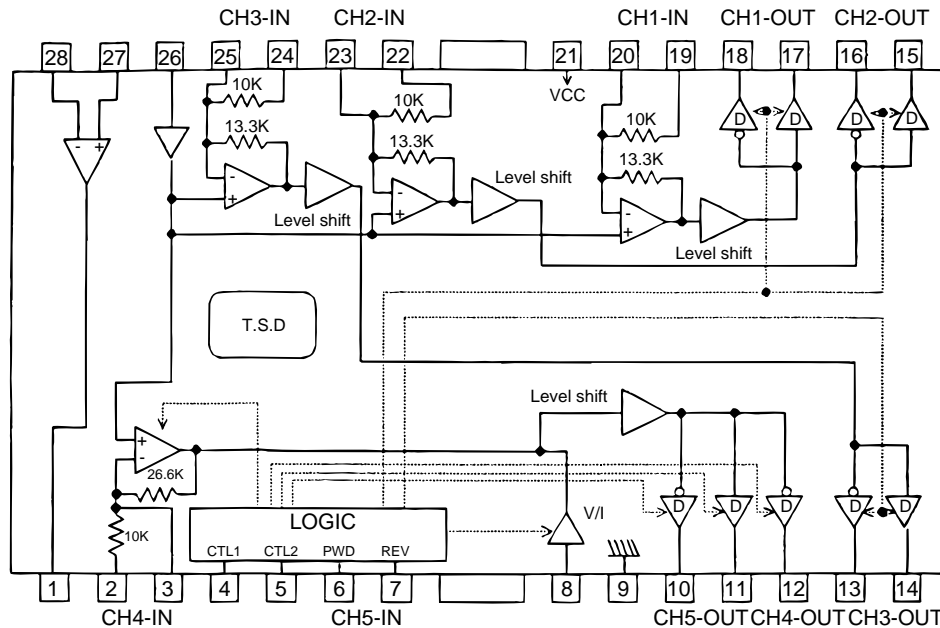 CH3-IN CH2-IN CH1-IN CH1-OUT CH2-OUT
28 27 26 25 24 23 22 21 20 19 18 17 16 15
VCC
10K 10K 10K
D D D D
13.3K 13.3K 13.3K
- +
- + - + - +
Level shift Level shift Level shift
T.S.D
Level shift
+ -
26.6K
10K
LOGIC
CTL1 CTL2 PWD REV
V/I
D D D D D
1 2 3 4 5 6 7 8 9 10 11 12 13 14
CH4-IN CH5-IN CH5-OUT CH4-OUT CH3-OUT